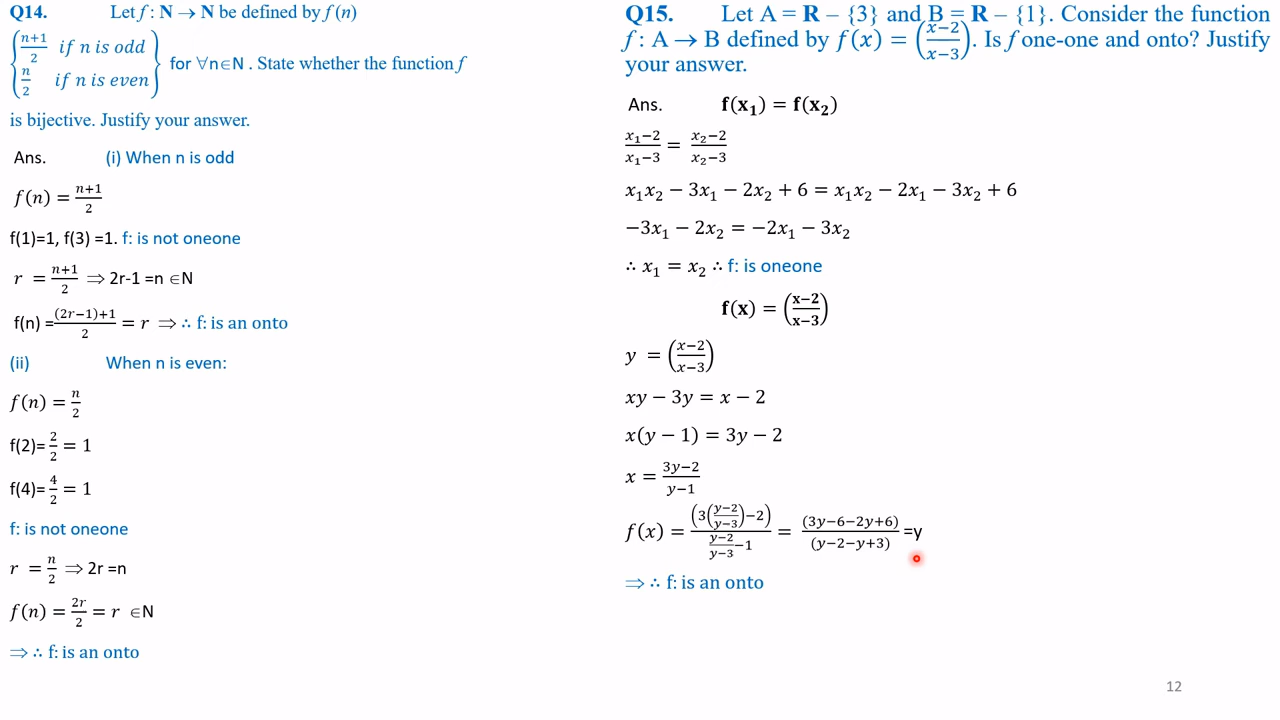 Q14. Let f : N → N be defined by f (n)
{(n+1)/2 if n is odd
n/2 if n is even} for ∀n∈N . State whether the function f
is bijective. Justify your answer.
Ans. (i) When n is odd
f(n) = (n+1)/2
f(1)=1, f(3) =1. f: is not oneone
r = (n+1)/2 ⟹ 2r-1 =n ∈N
f(n) = ((2r−1)+1)/2 = r ⟹ ∴ f: is an onto
(ii) When n is even:
f(n) = n/2
f(2)= 2/2 = 1
f(4)= 4/2 = 1
f: is not oneone
r = n/2 ⟹ 2r =n
f(n) = 2r/2 = r ∈N
⟹ ∴ f: is an onto
Q15. Let A = R – {3} and B = R – {1}. Consider the function
f : A → B defined by f(x) = ((x−2)/(x−3)). Is f one-one and onto? Justify
your answer.
Ans. f(x₁) = f(x₂)
(x₁−2)/(x₁−3) = (x₂−2)/(x₂−3)
x₁x₂ − 3x₁ − 2x₂ + 6 = x₁x₂ − 2x₁ − 3x₂ + 6
−3x₁ − 2x₂ = −2x₁ − 3x₂
∴ x₁ = x₂ ∴ f: is oneone
f(x) = ((x−2)/(x−3))
y = ((x−2)/(x−3))
xy − 3y = x − 2
x(y − 1) = 3y − 2
x = (3y−2)/(y−1)
f(x) = (3((y−2)/(y−3))−2)/((y−2)/(y−3)−1) = (3y−6−2y+6)/(y−2−y+3) =y
⟹ ∴ f: is an onto
12